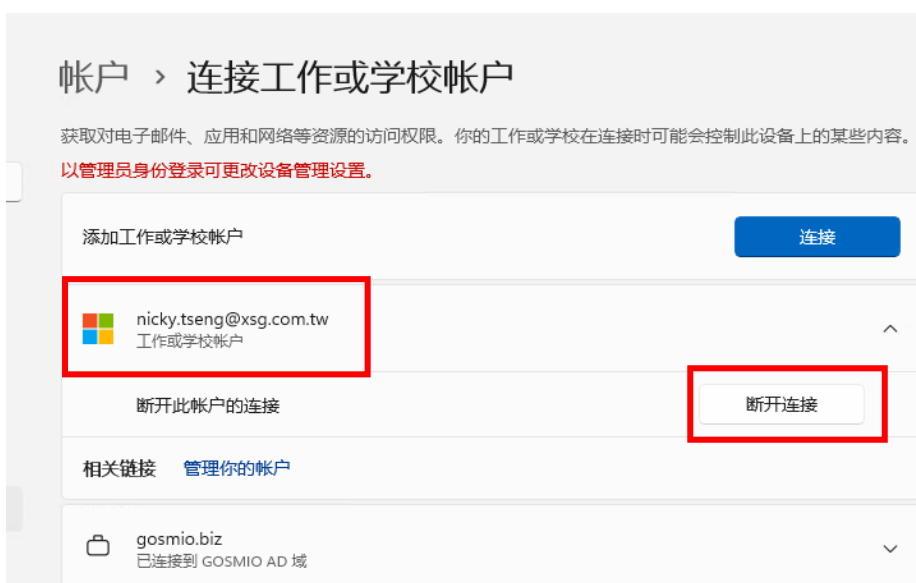 帐户 › 连接工作或学校帐户
获取对电子邮件、应用和网络等资源的访问权限。你的工作或学校在连接时可能会控制此设备上的某些内容。
以管理员身份登录可更改设备管理设置。
添加工作或学校帐户 连接
nicky.tseng@xsg.com.tw
工作或学校帐户
断开此帐户的连接 断开连接
相关链接 管理你的帐户
gosmio.biz
已连接到 GOSMIO AD 域